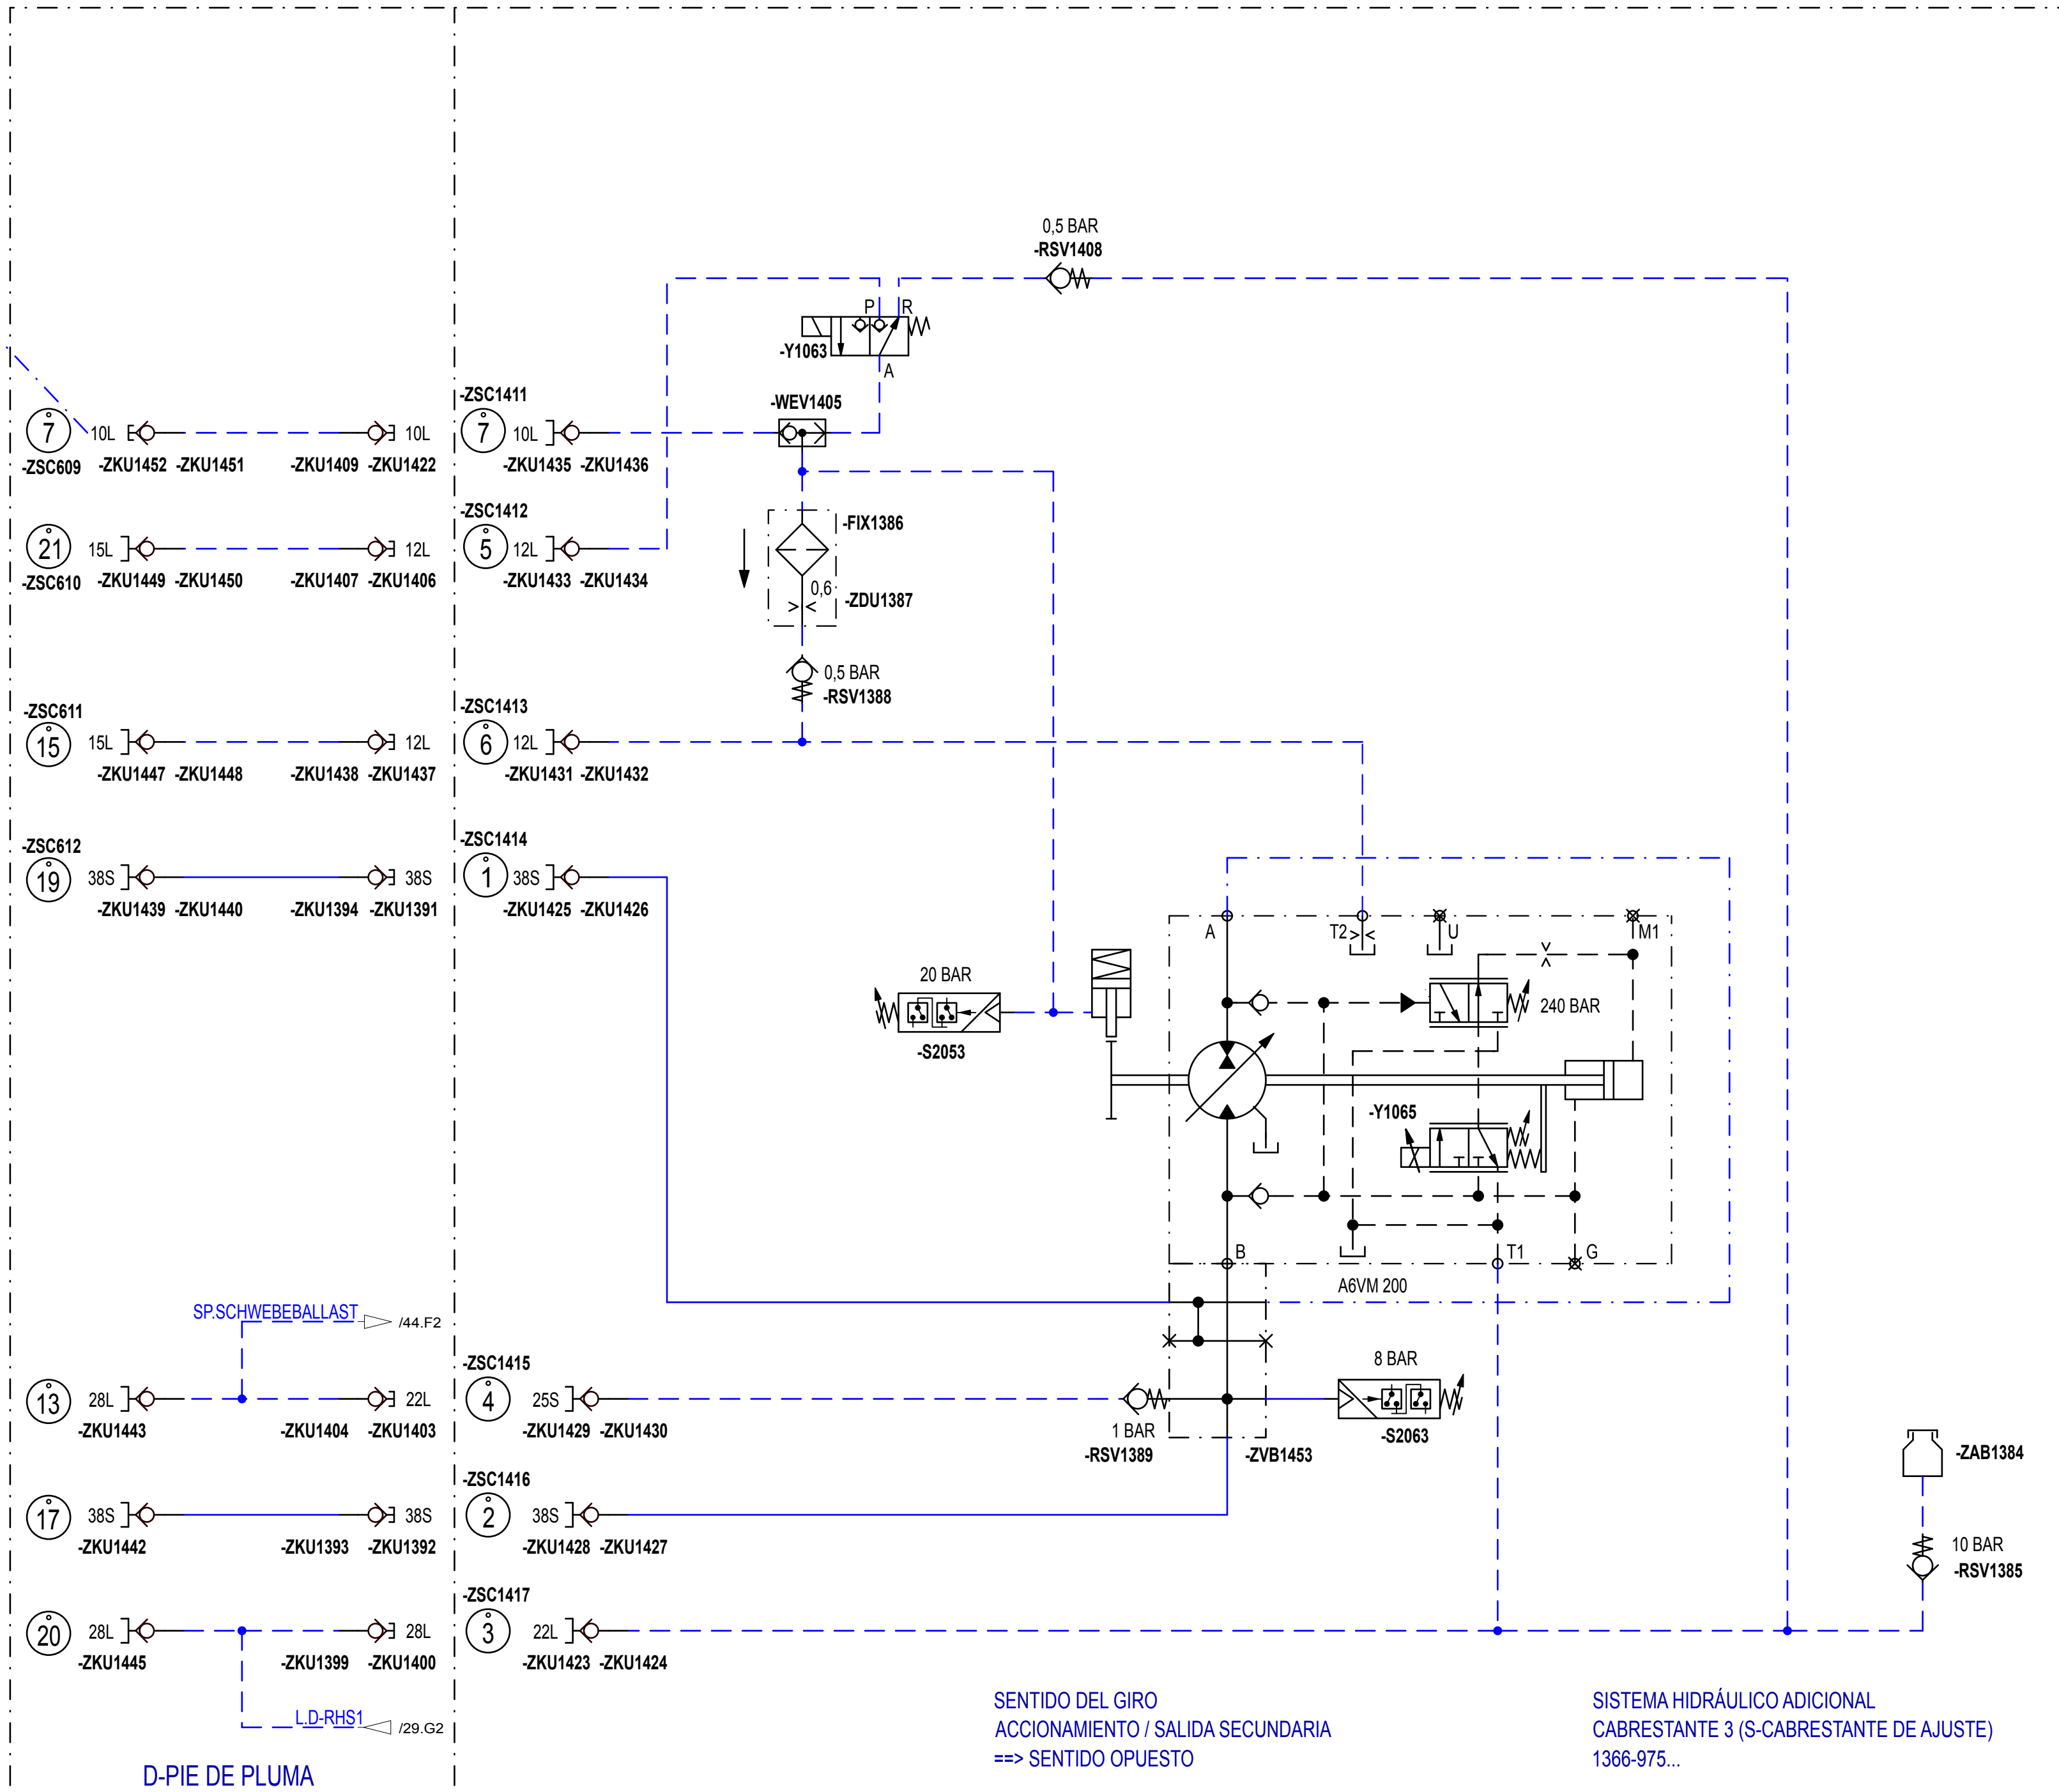 0,5 BAR
-RSV1408
P
R
-Y1063
A
-ZSC1411
-WEV1405
7
10L
10L
7
10L
-ZSC609
-ZKU1452
-ZKU1451
-ZKU1409
-ZKU1422
-ZKU1435
-ZKU1436
-ZSC1412
-FIX1386
21
15L
12L
5
12L
-ZSC610
-ZKU1449
-ZKU1450
-ZKU1407
-ZKU1406
-ZKU1433
-ZKU1434
0,6
-ZDU1387
0,5 BAR
-RSV1388
-ZSC611
-ZSC1413
15
15L
12L
6
12L
-ZKU1447
-ZKU1448
-ZKU1438
-ZKU1437
-ZKU1431
-ZKU1432
-ZSC612
-ZSC1414
19
38S
38S
1
38S
-ZKU1439
-ZKU1440
-ZKU1394
-ZKU1391
-ZKU1425
-ZKU1426
A
T2
U
M1
20 BAR
240 BAR
-S2053
-Y1065
B
T1
G
A6VM 200
SP.SCHWEBEBALLAST
/44.F2
-ZSC1415
8 BAR
13
28L
22L
4
25S
-ZKU1443
-ZKU1404
-ZKU1403
-ZKU1429
-ZKU1430
1 BAR
-RSV1389
-ZVB1453
-S2063
-ZAB1384
-ZSC1416
17
38S
38S
2
38S
-ZKU1442
-ZKU1393
-ZKU1392
-ZKU1428
-ZKU1427
10 BAR
-RSV1385
-ZSC1417
20
28L
28L
3
22L
-ZKU1445
-ZKU1399
-ZKU1400
-ZKU1423
-ZKU1424
L.D-RHS1
/29.G2
SENTIDO DEL GIRO
ACCIONAMIENTO / SALIDA SECUNDARIA
==> SENTIDO OPUESTO
SISTEMA HIDRÁULICO ADICIONAL
CABRESTANTE 3 (S-CABRESTANTE DE AJUSTE)
1366-975...
D-PIE DE PLUMA